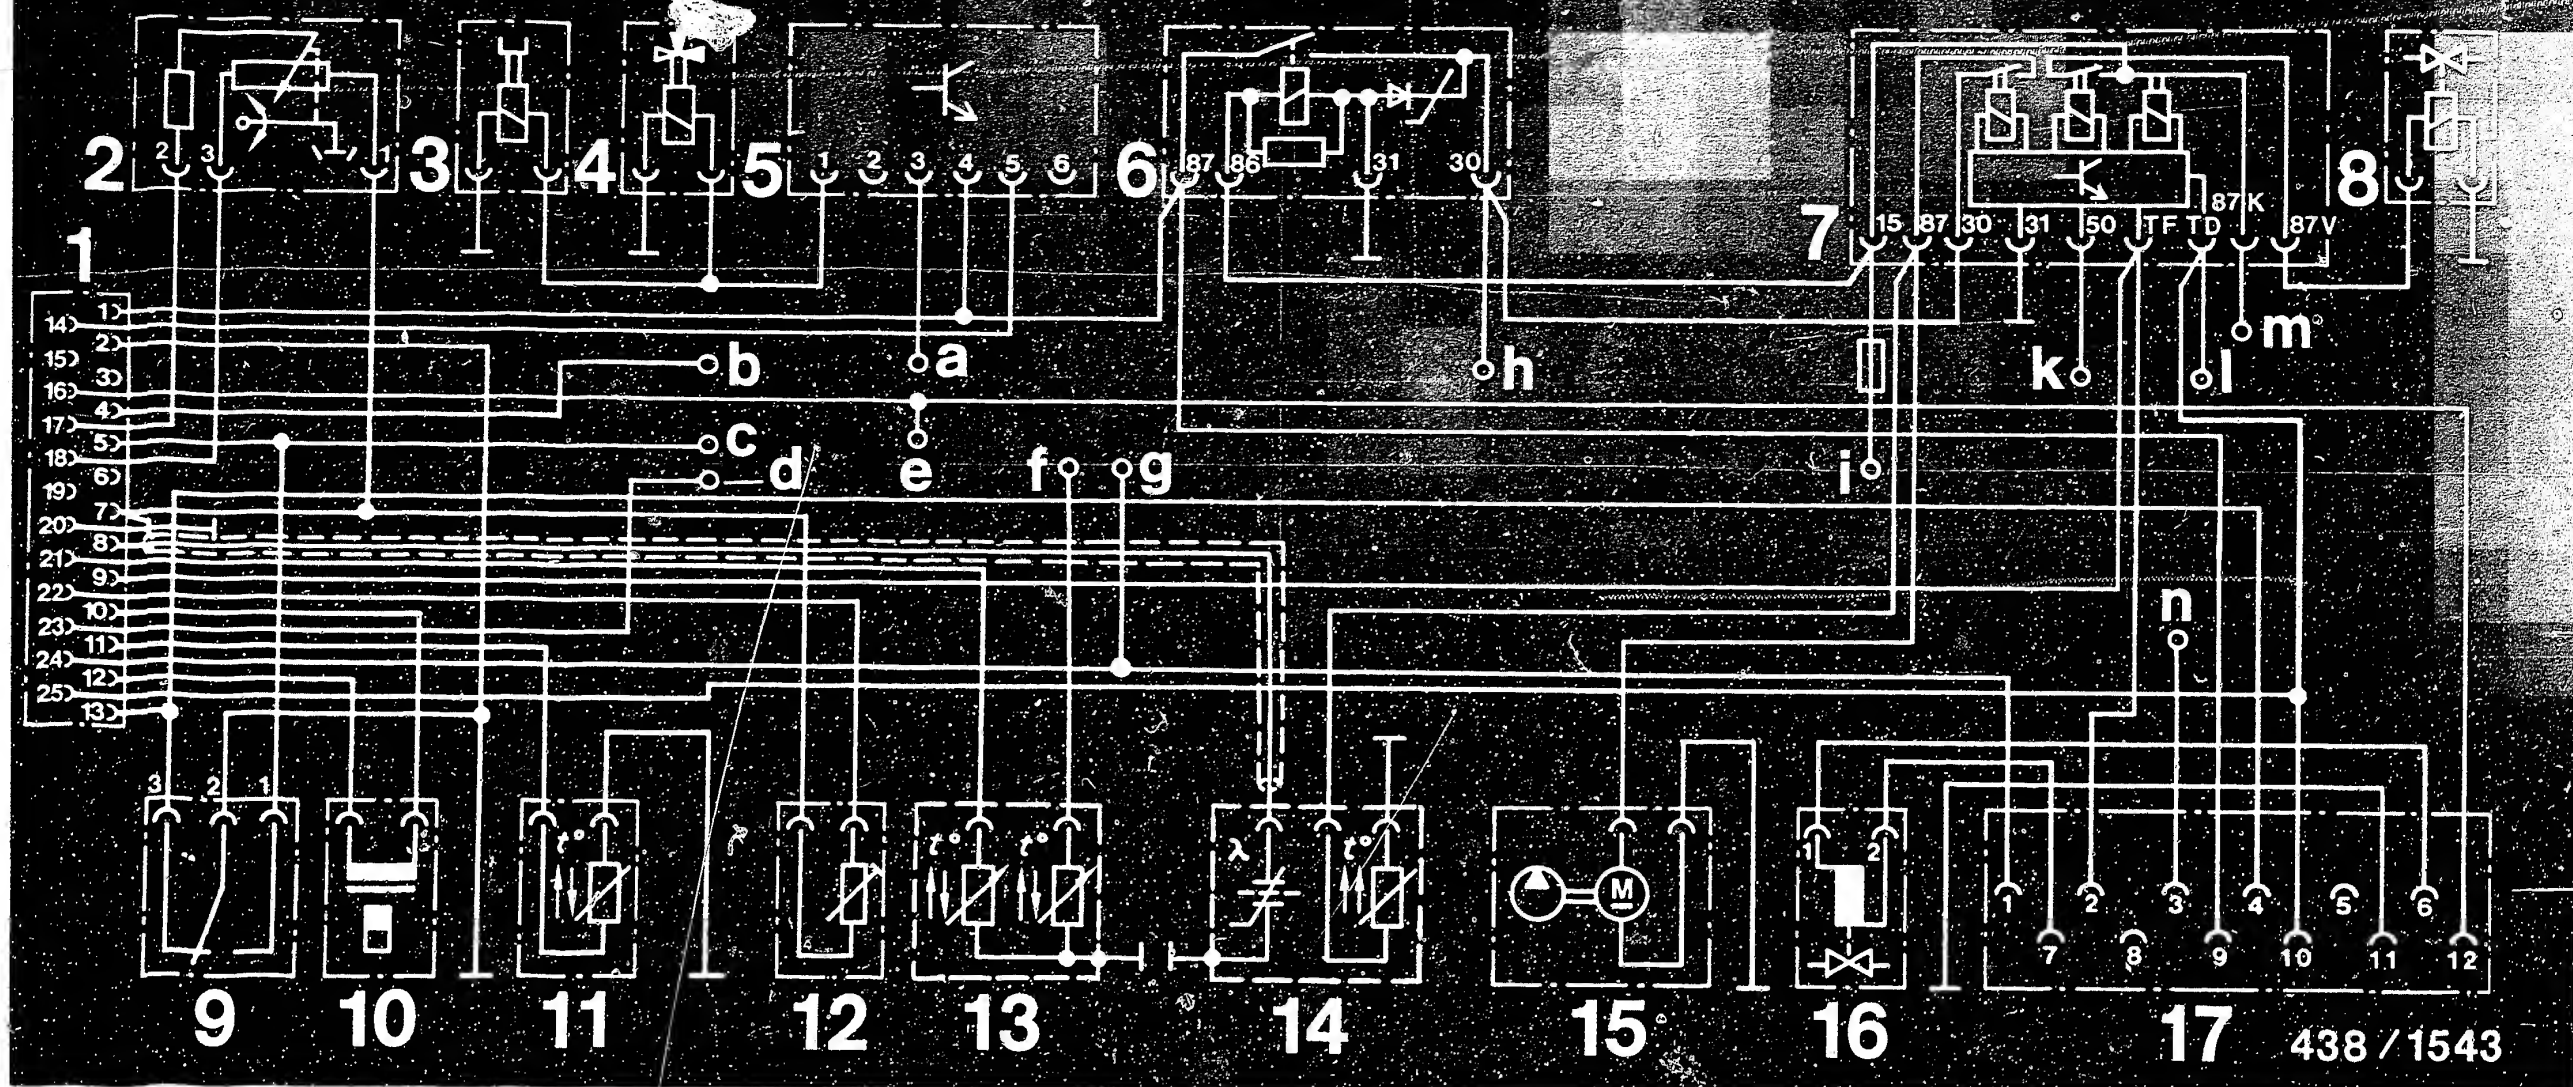 2 3 1
3
4
5
1 2 3 4 5 6
6
87 86 31 30
7
15 87 30 31 50 TF TD 87K 87V
8
1
1
14
2
15
3
16
4
17
5
18
6
19
7
20
8
21
9
22
10
23
11
24
12
25
13
b
a
h
k
l
m
c
d
e
f
g
j
n
3 2 1
t° t° t° λ t°
M
1 2
1 2 3 4 5 6
7 8 9 10 11 12
2
9 10 11 12 13 14 15 16 17
438/1543